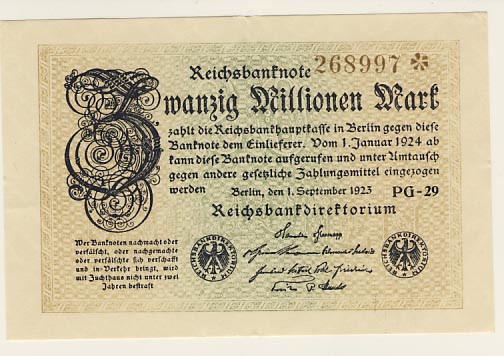 Reichsbanknote 268997 *
Zwanzig Millionen Mark
zahlt die Reichsbankhauptkasse in Berlin gegen diese
Banknote dem Einlieferer. Vom 1. Januar 1924 ab
kann diese Banknote aufgerufen und unter Umtausch
gegen andere gesetzliche Zahlungsmittel eingezogen
werden Berlin, den 1. September 1923 PG-29
Reichsbankdirektorium
Wer Banknoten nachmacht oder
verfälscht, oder nachgemachte
oder verfälschte sich verschafft
und in Verkehr bringt, wird
mit Zuchthaus nicht unter zwei
Jahren bestraft
REICHSBANKDIREKTORIUM
REICHSBANKDIREKTORIUM